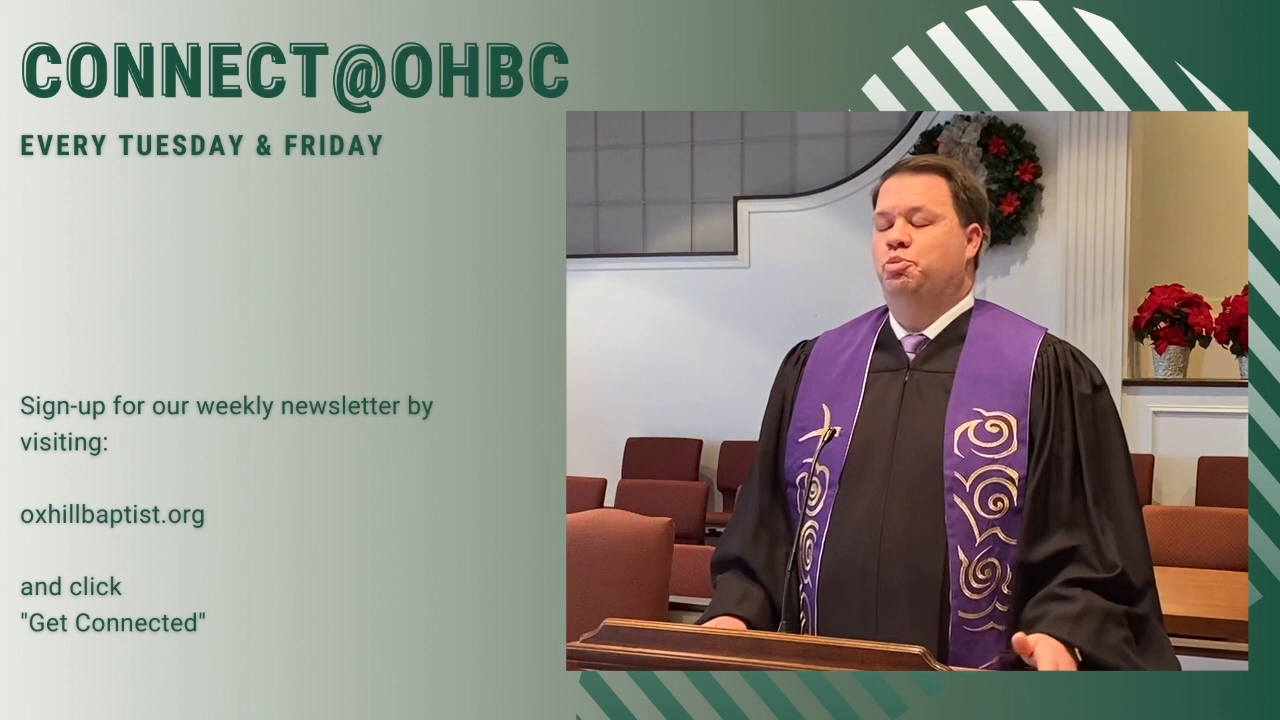 CONNECT@OHBC
EVERY TUESDAY & FRIDAY
Sign-up for our weekly newsletter by
visiting:
oxhillbaptist.org
and click
"Get Connected"